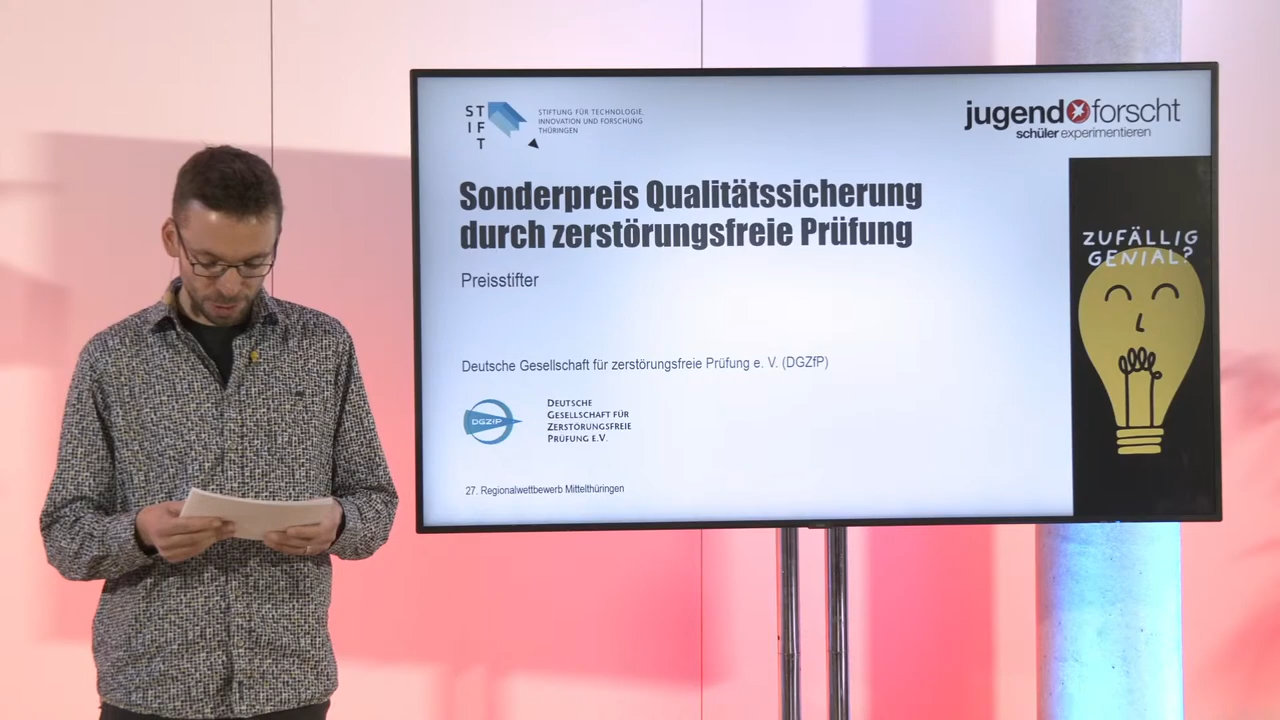 ST
IF
T
STIFTUNG FÜR TECHNOLOGIE,
INNOVATION UND FORSCHUNG
THÜRINGEN
jugend forscht
schüler experimentieren
Sonderpreis Qualitätssicherung
durch zerstörungsfreie Prüfung
Preisstifter
ZUFÄLLIG
GENIAL?
Deutsche Gesellschaft für zerstörungsfreie Prüfung e. V. (DGZfP)
DGZfP
DEUTSCHE
GESELLSCHAFT FÜR
ZERSTÖRUNGSFREIE
PRÜFUNG E.V.
27. Regionalwettbewerb Mittelthüringen